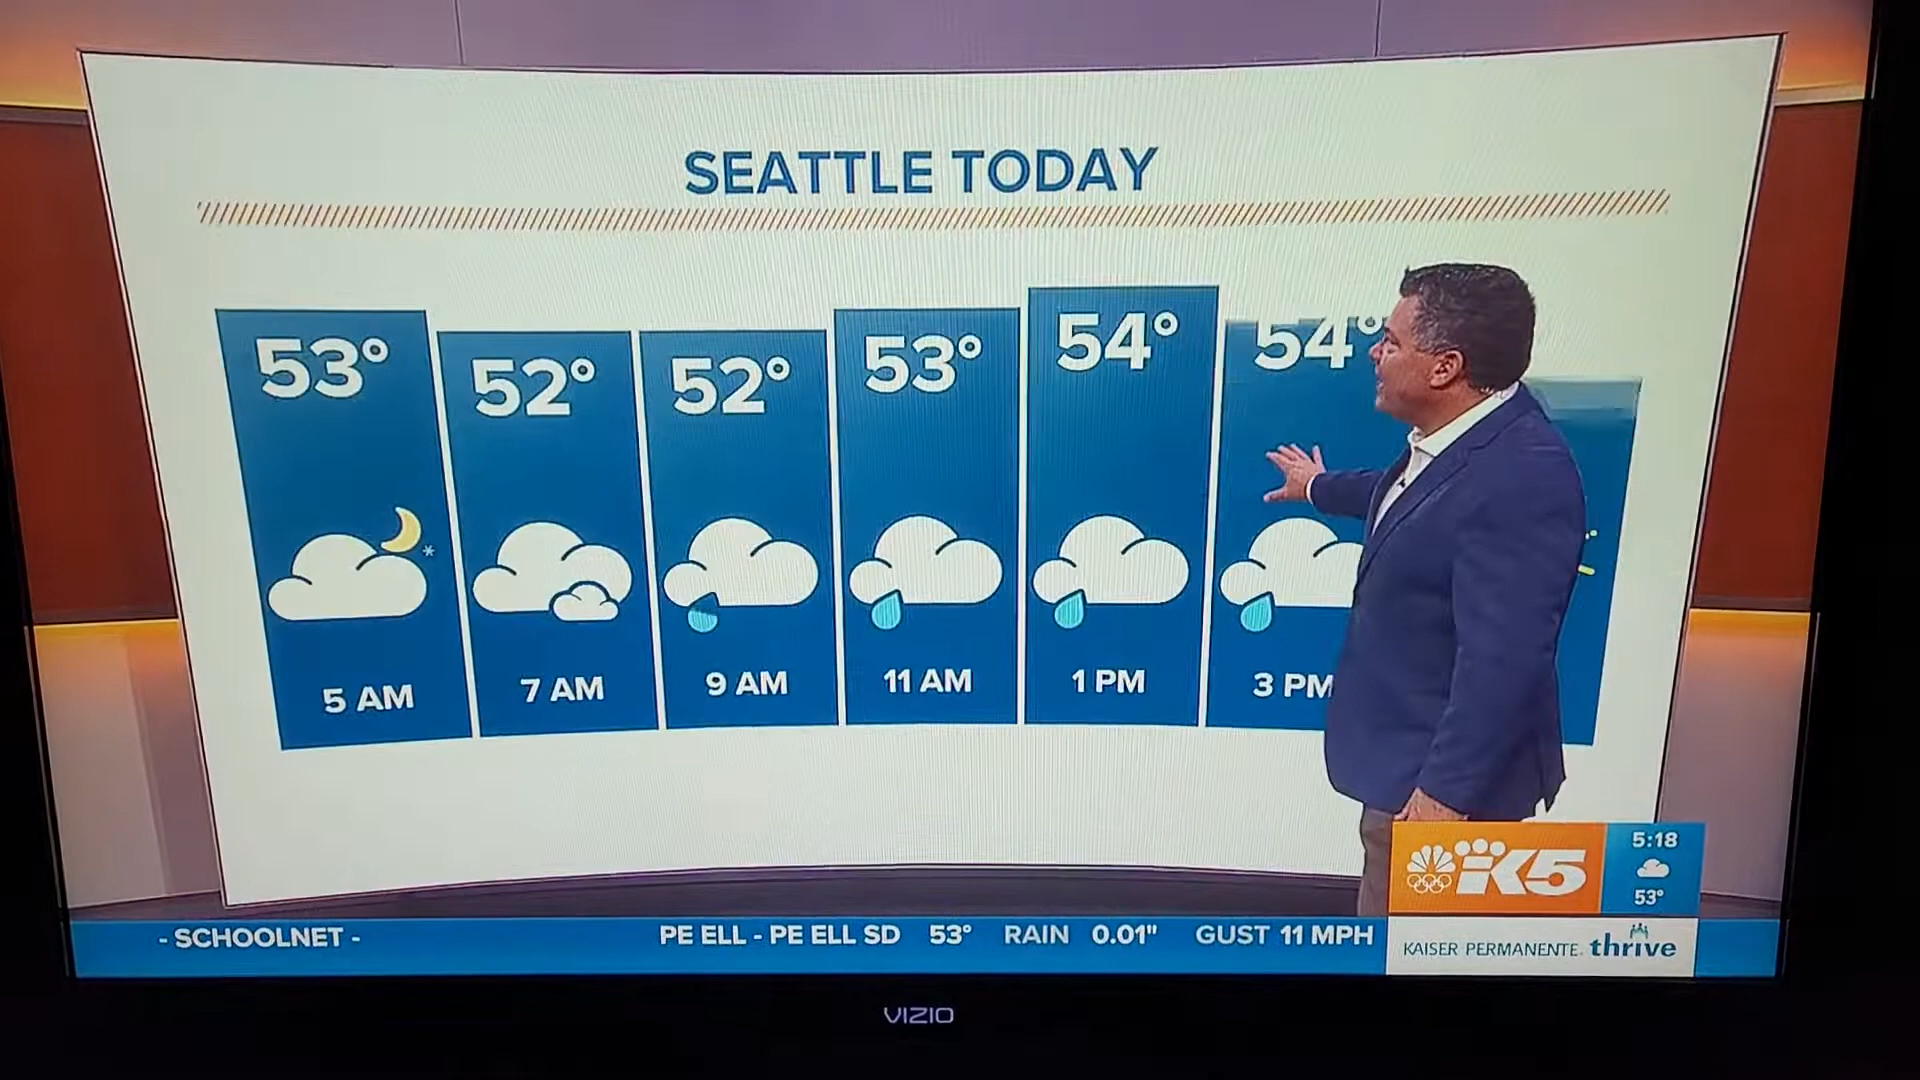 SEATTLE TODAY
53° 52° 52° 53° 54° 54°
5 AM 7 AM 9 AM 11 AM 1 PM 3 PM
K5
5:18
53°
- SCHOOLNET - PE ELL - PE ELL SD 53° RAIN 0.01" GUST 11 MPH
KAISER PERMANENTE. thrive
VIZIO